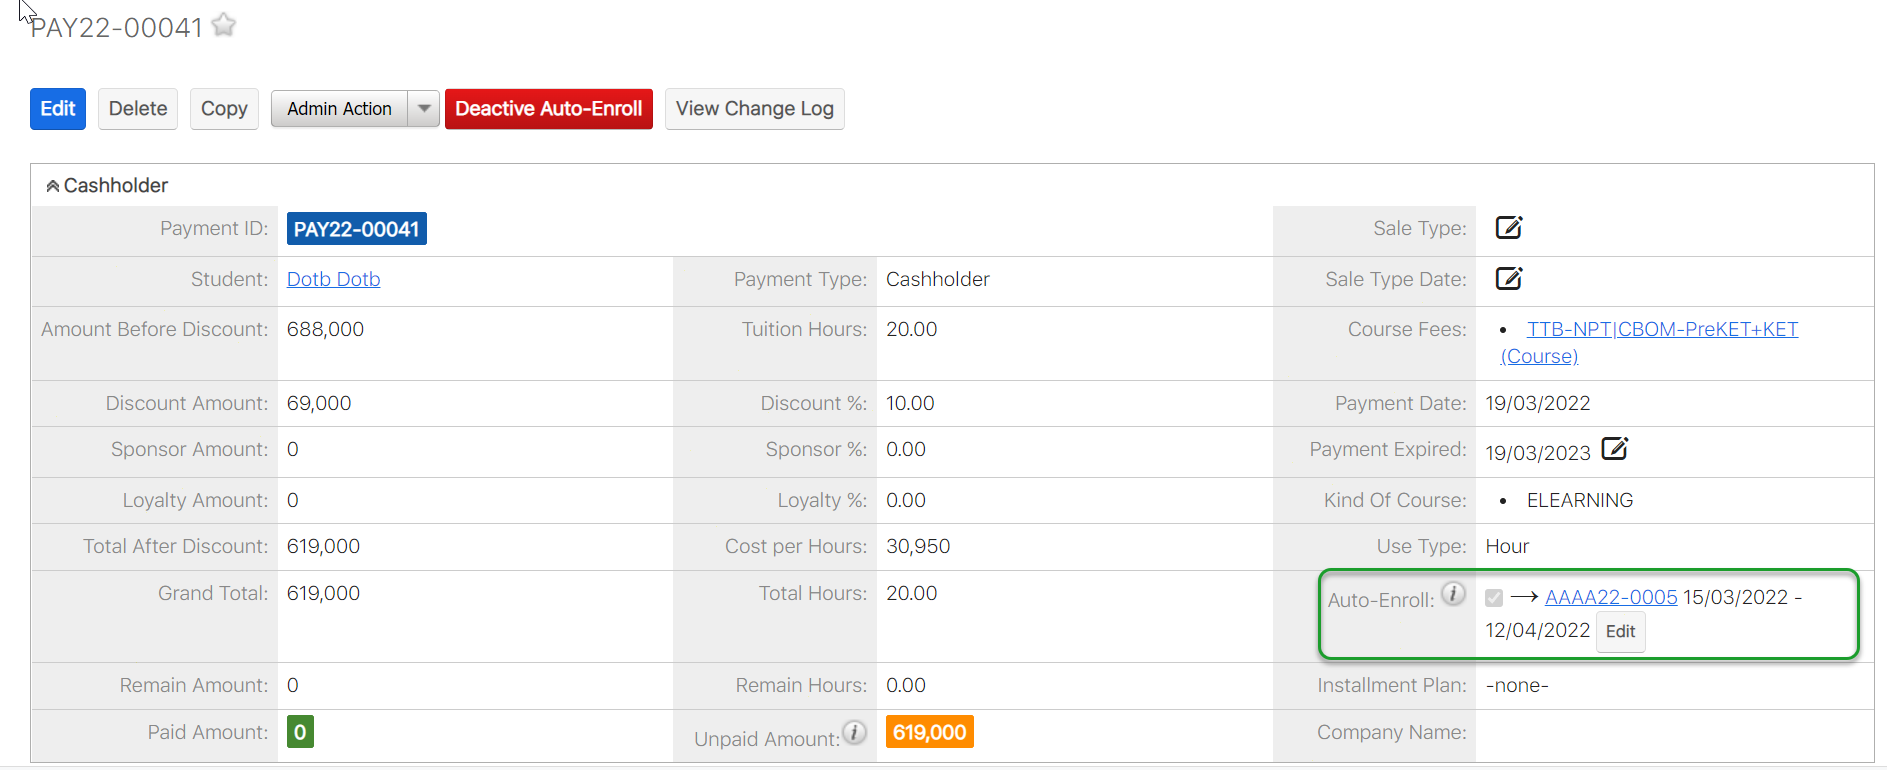 PAY22-00041
Edit Delete Copy Admin Action Deactive Auto-Enroll View Change Log
Cashholder
Payment ID: PAY22-00041 Sale Type:
Student: Dotb Dotb Payment Type: Cashholder Sale Type Date:
Amount Before Discount: 688,000 Tuition Hours: 20.00 Course Fees: • TTB-NPT|CBOM-PreKET+KET
(Course)
Discount Amount: 69,000 Discount %: 10.00 Payment Date: 19/03/2022
Sponsor Amount: 0 Sponsor %: 0.00 Payment Expired: 19/03/2023
Loyalty Amount: 0 Loyalty %: 0.00 Kind Of Course: • ELEARNING
Total After Discount: 619,000 Cost per Hours: 30,950 Use Type: Hour
Grand Total: 619,000 Total Hours: 20.00 Auto-Enroll: i → AAAA22-0005 15/03/2022 -
12/04/2022 Edit
Remain Amount: 0 Remain Hours: 0.00 Installment Plan: -none-
Paid Amount: 0 Unpaid Amount: i 619,000 Company Name: